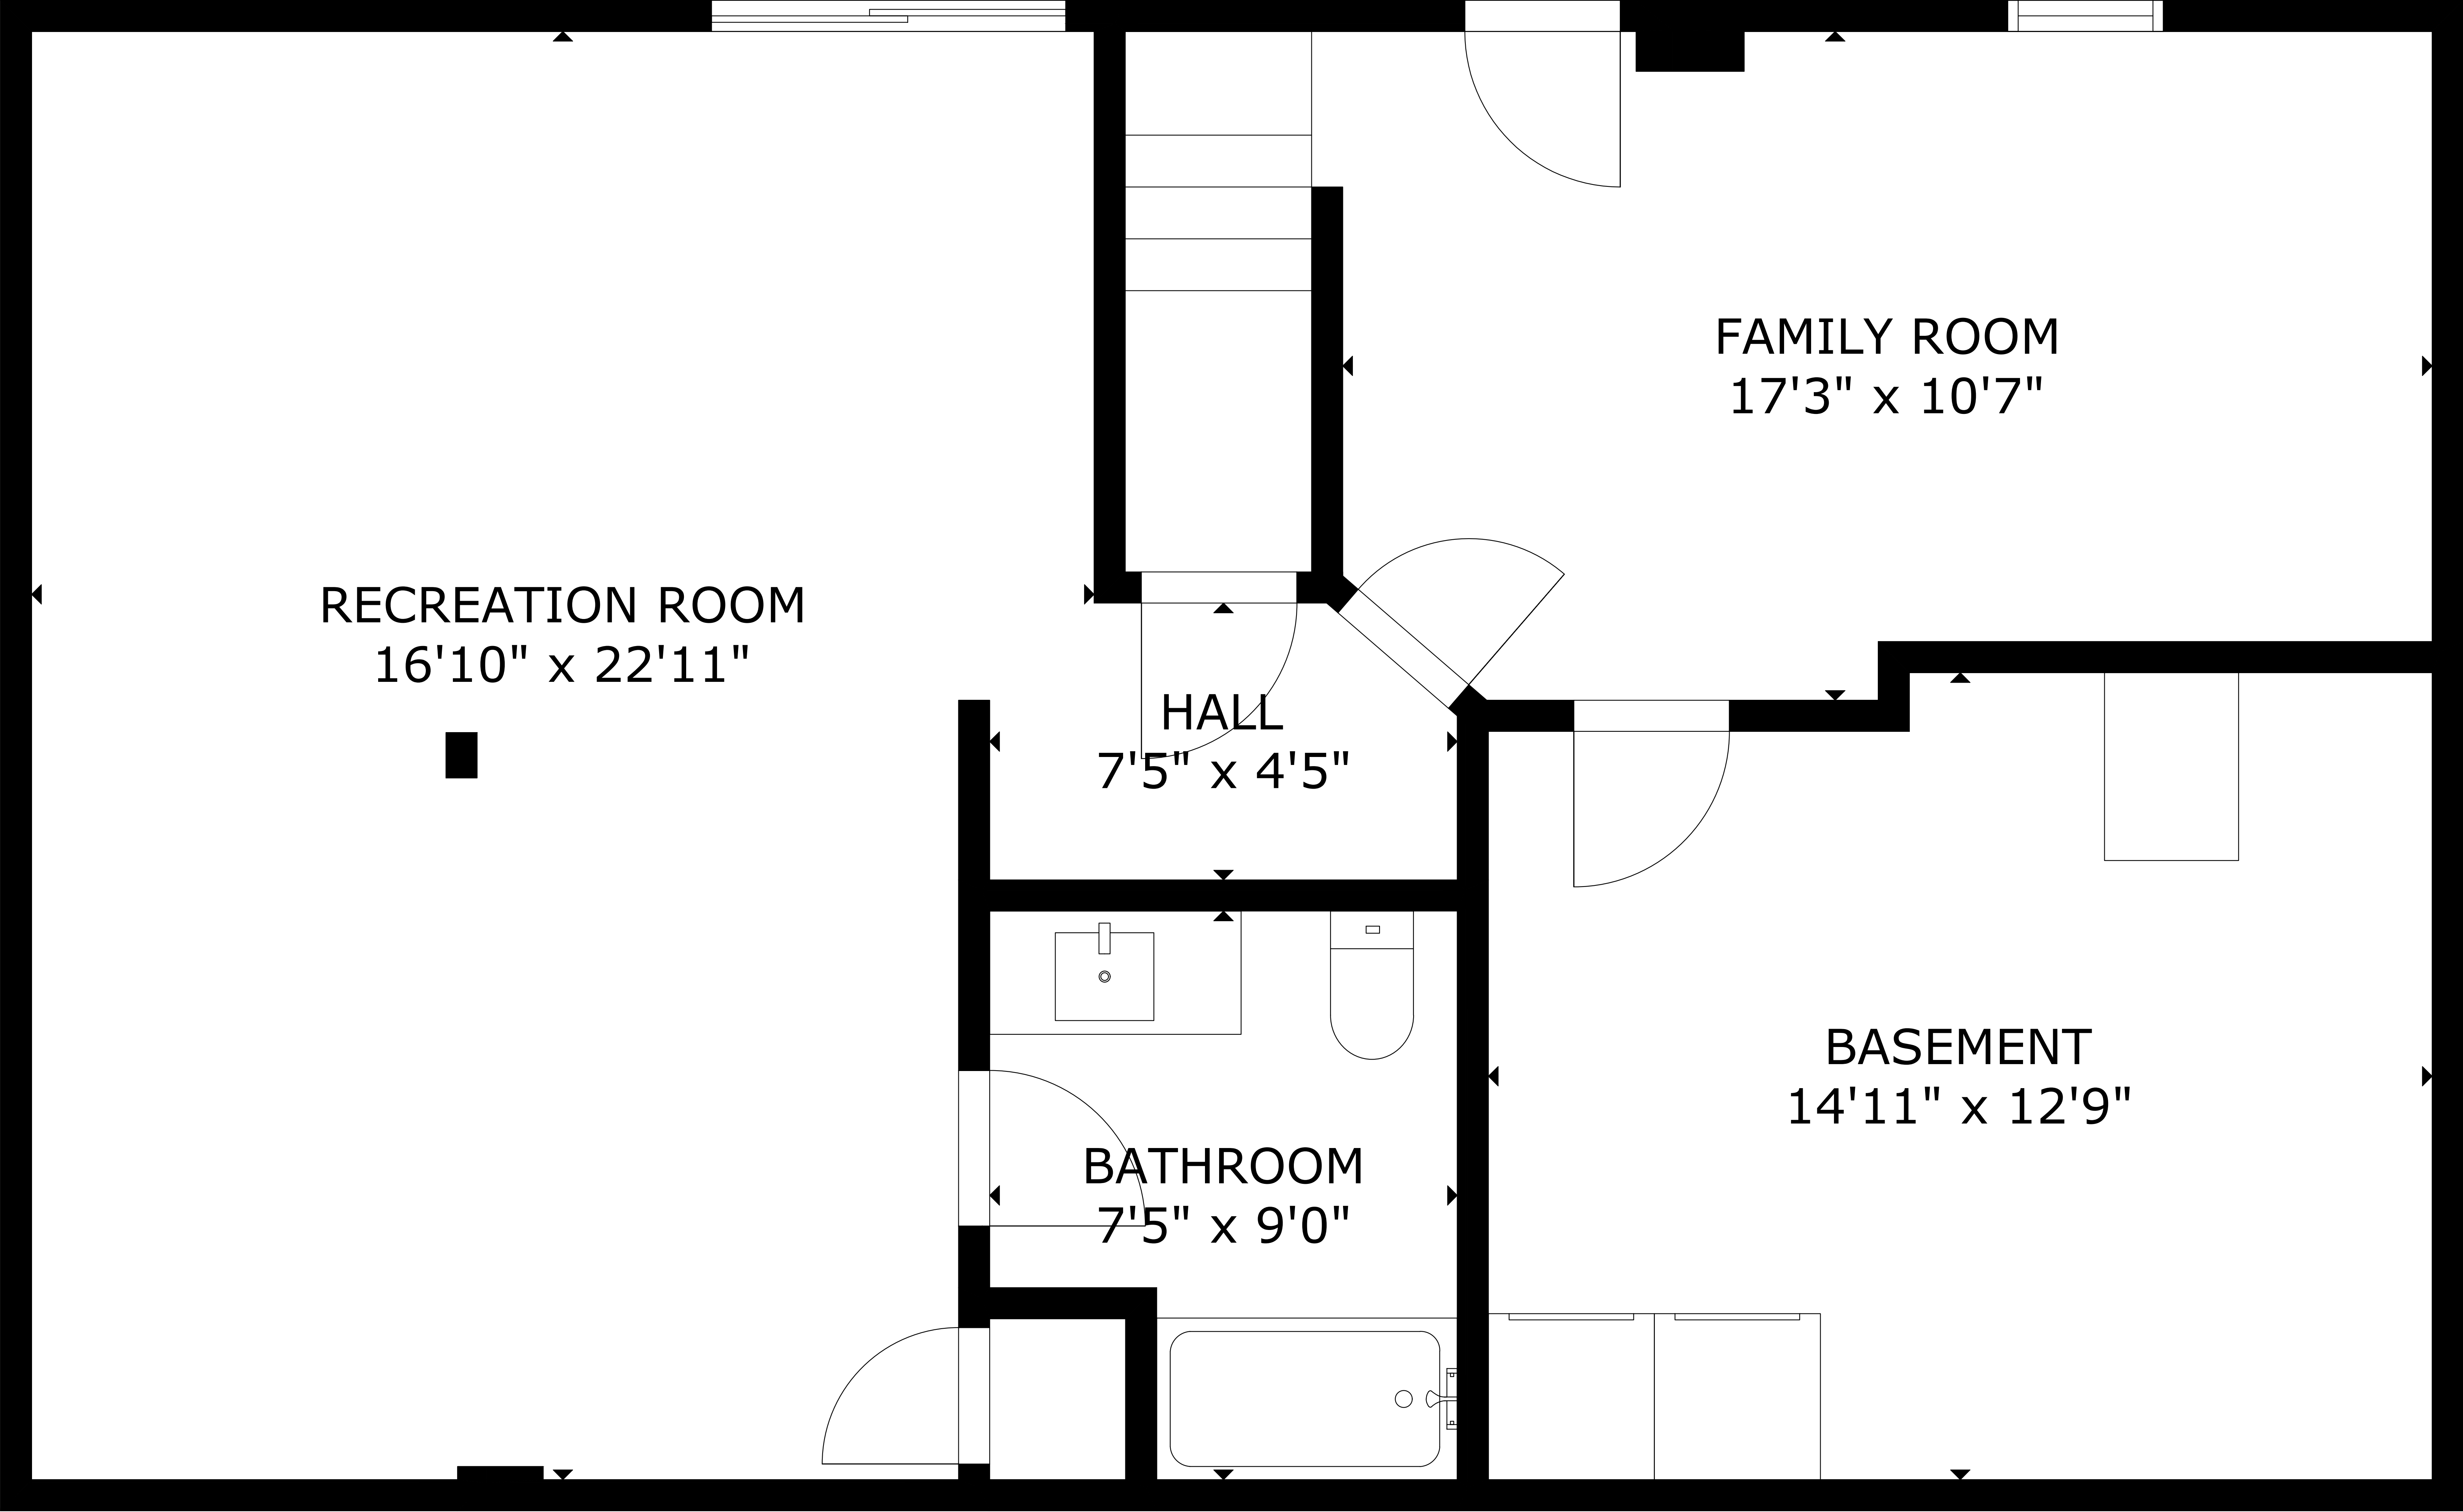 FAMILY ROOM
17'3" x 10'7"
RECREATION ROOM
16'10" x 22'11"
HALL
7'5" x 4'5"
BASEMENT
14'11" x 12'9"
BATHROOM
7'5" x 9'0"